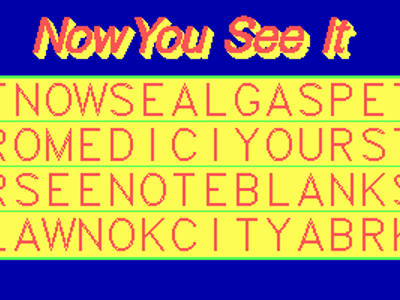 Now You See It
TNOWSEALGASPET
ROMEDICIYOURST
RSEENOTEBLANKS
LAWNOKCITYABRK